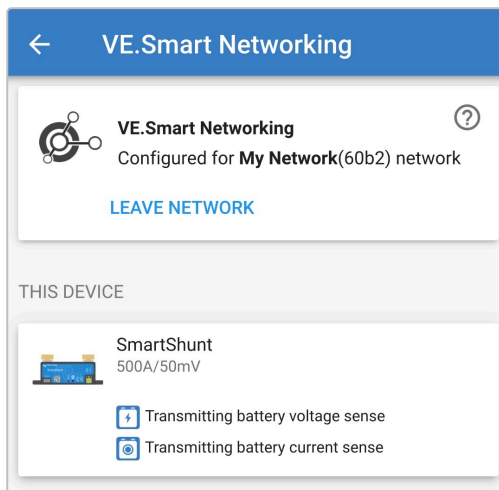 VE.Smart Networking
VE.Smart Networking
Configured for My Network(60b2) network
LEAVE NETWORK
THIS DEVICE
SmartShunt
500A/50mV
Transmitting battery voltage sense
Transmitting battery current sense